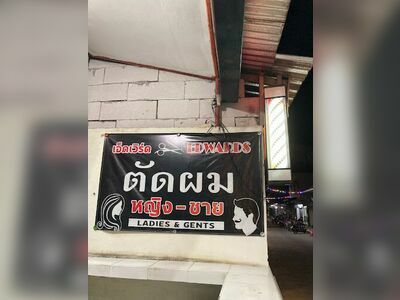 เอ็ดเวิร์ด EDWARDS
ตัดผม
หญิง - ชาย
LADIES & GENTS